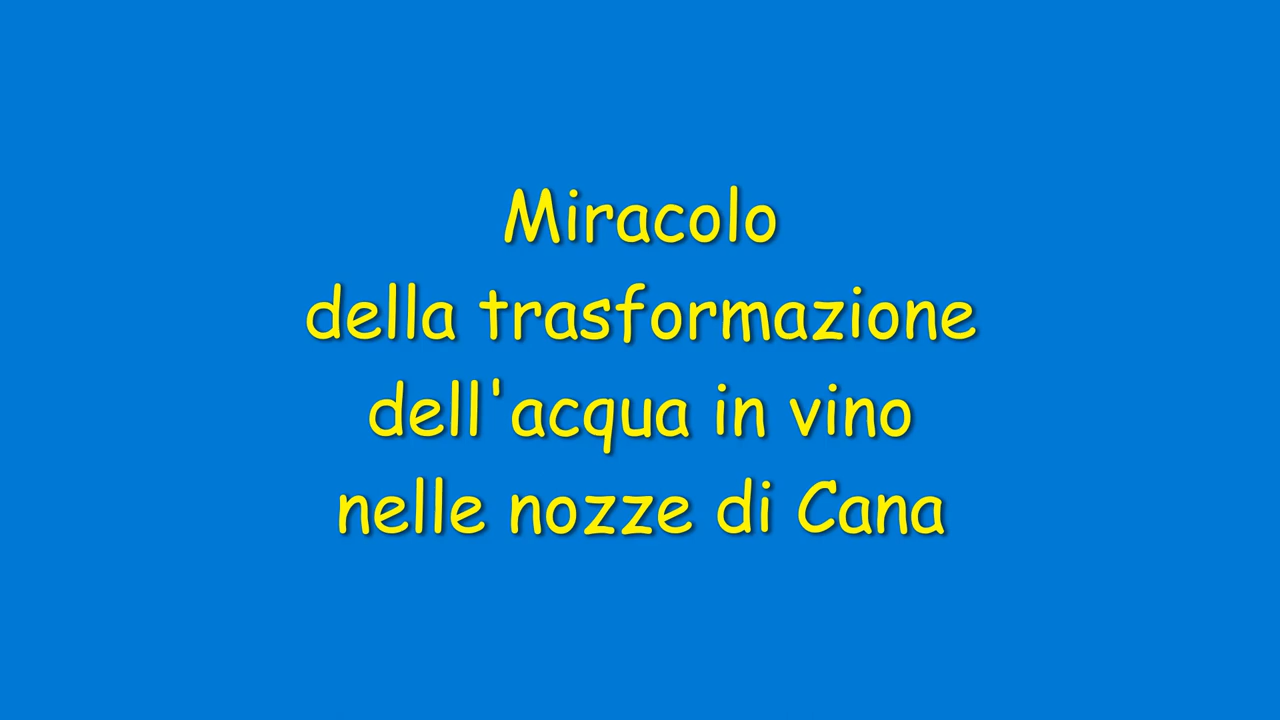 Miracolo
della trasformazione
dell'acqua in vino
nelle nozze di Cana